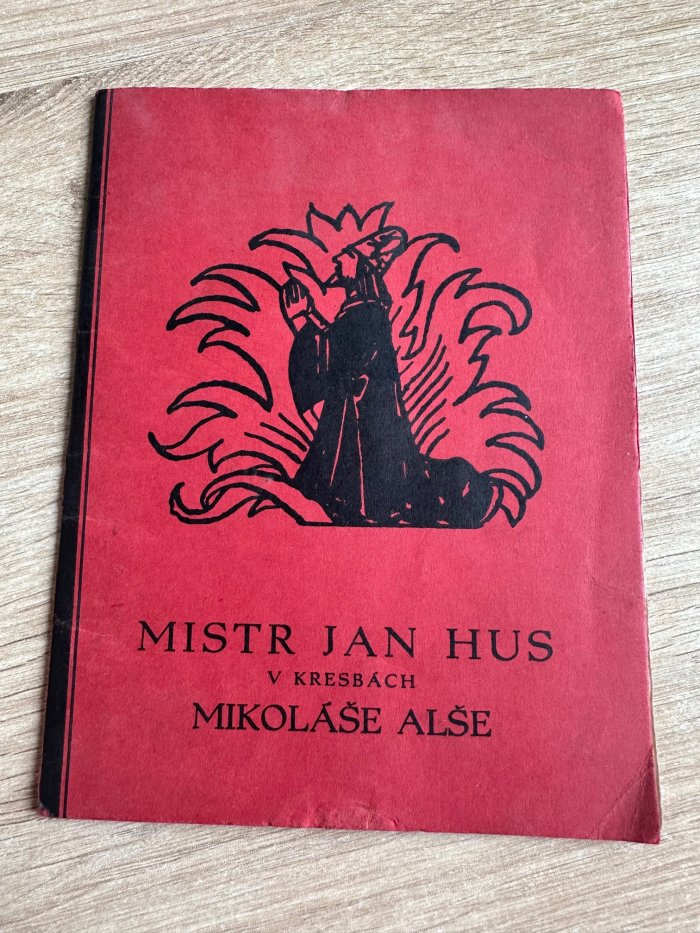 MISTR JAN HUS
V KRESBÁCH
MIKOLÁŠE ALŠE